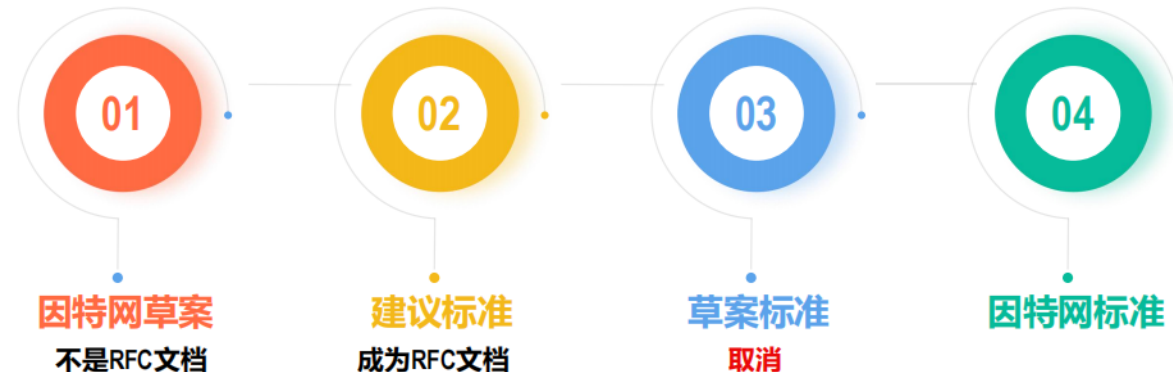 01
02
03
04
因特网草案
建议标准
草案标准
因特网标准
不是RFC文档
成为RFC文档
取消